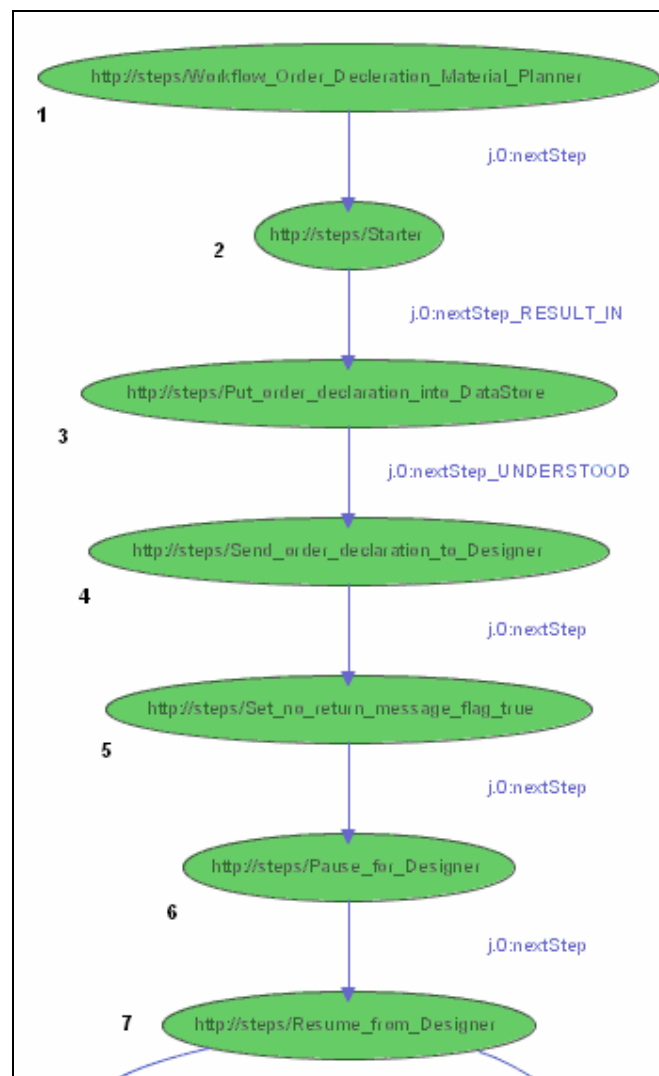 http://steps/Workflow_Order_Decleration_Material_Planner
1
j.0:nextStep
http://steps/Starter
2
j.0:nextStep_RESULT_IN
http://steps/Put_order_declaration_into_DataStore
3
j.0:nextStep_UNDERSTOOD
http://steps/Send_order_declaration_to_Designer
4
j.0:nextStep
http://steps/Set_no_return_message_flag_true
5
j.0:nextStep
http://steps/Pause_for_Designer
6
j.0:nextStep
7
http://steps/Resume_from_Designer